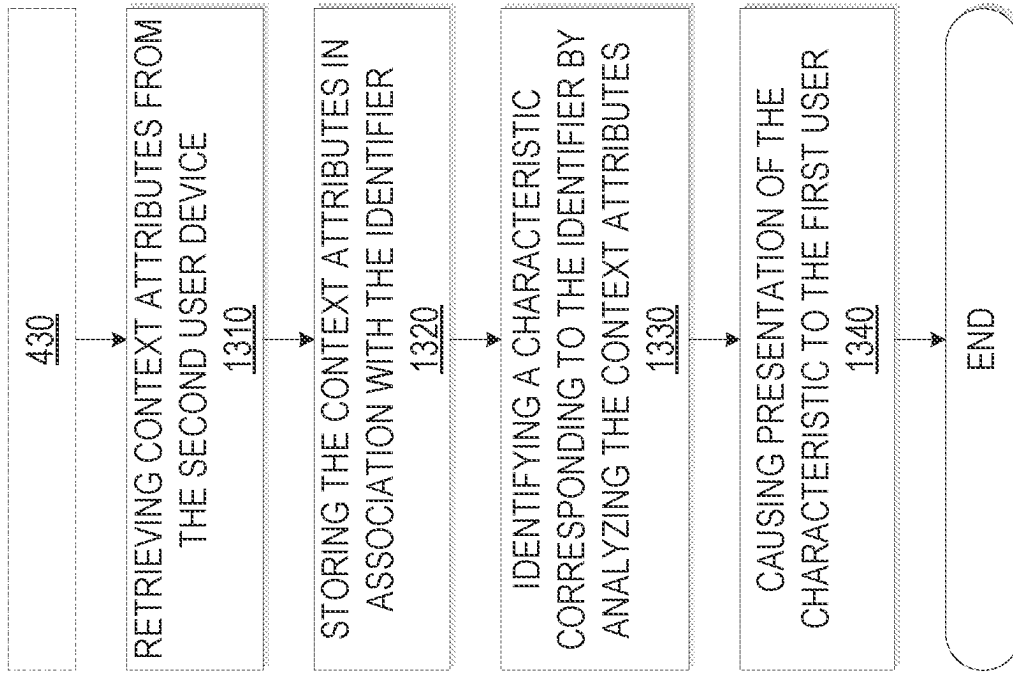 430
RETRIEVING CONTEXT ATTRIBUTES FROM
THE SECOND USER DEVICE
1310
STORING THE CONTEXT ATTRIBUTES IN
ASSOCIATION WITH THE IDENTIFIER
1320
IDENTIFYING A CHARACTERISTIC
CORRESPONDING TO THE IDENTIFIER BY
ANALYZING THE CONTEXT ATTRIBUTES
1330
CAUSING PRESENTATION OF THE
CHARACTERISTIC TO THE FIRST USER
1340
END